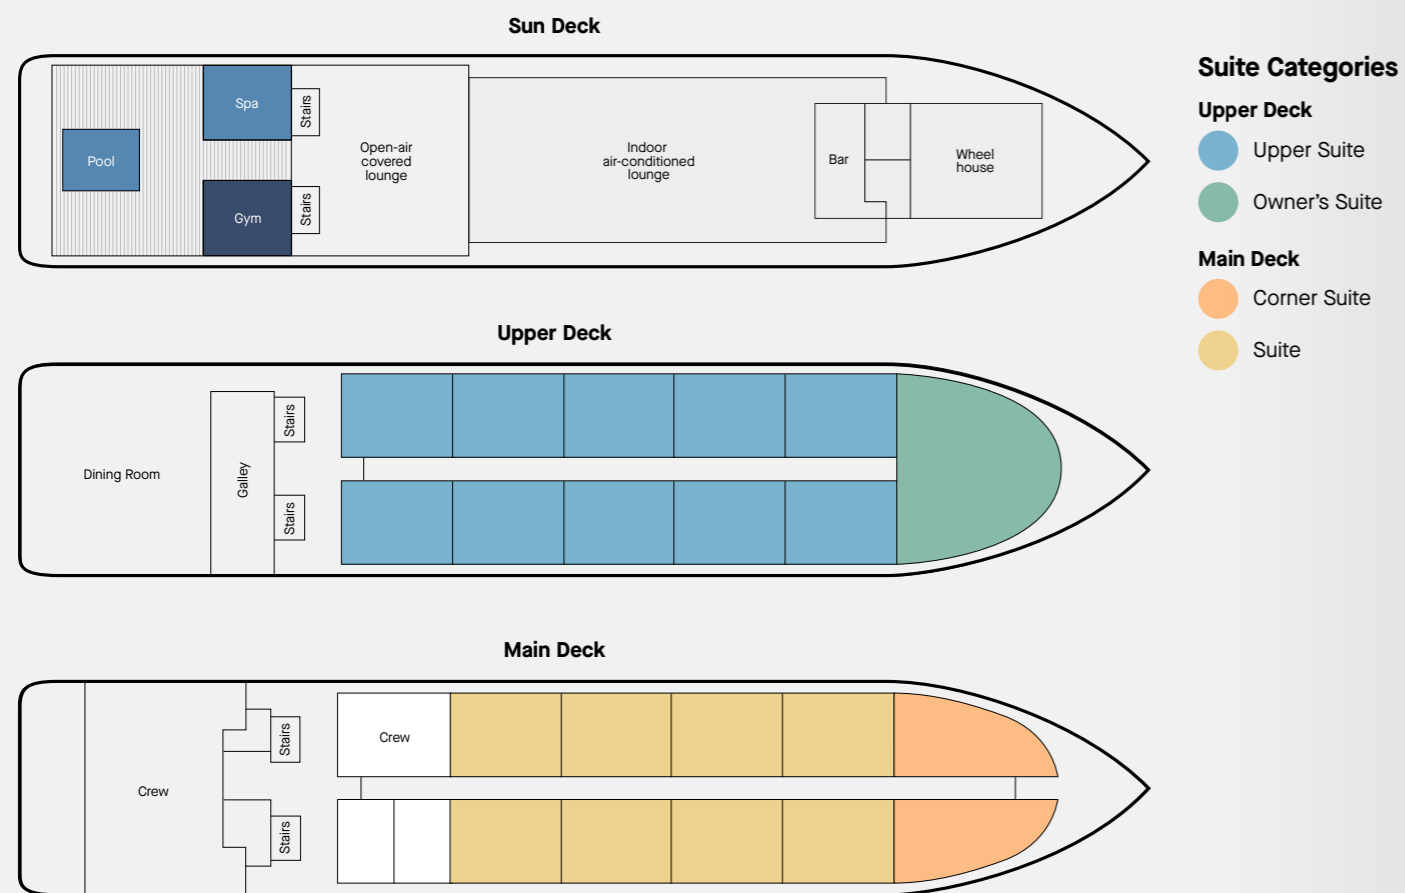 Sun Deck
Spa
Stairs
Pool
Open-air
covered
lounge
Indoor
air-conditioned
lounge
Bar
Wheel
house
Gym
Stairs
Suite Categories
Upper Deck
Upper Suite
Owner's Suite
Main Deck
Corner Suite
Suite
Upper Deck
Stairs
Dining Room
Galley
Stairs
Main Deck
Crew
Stairs
Crew
Stairs